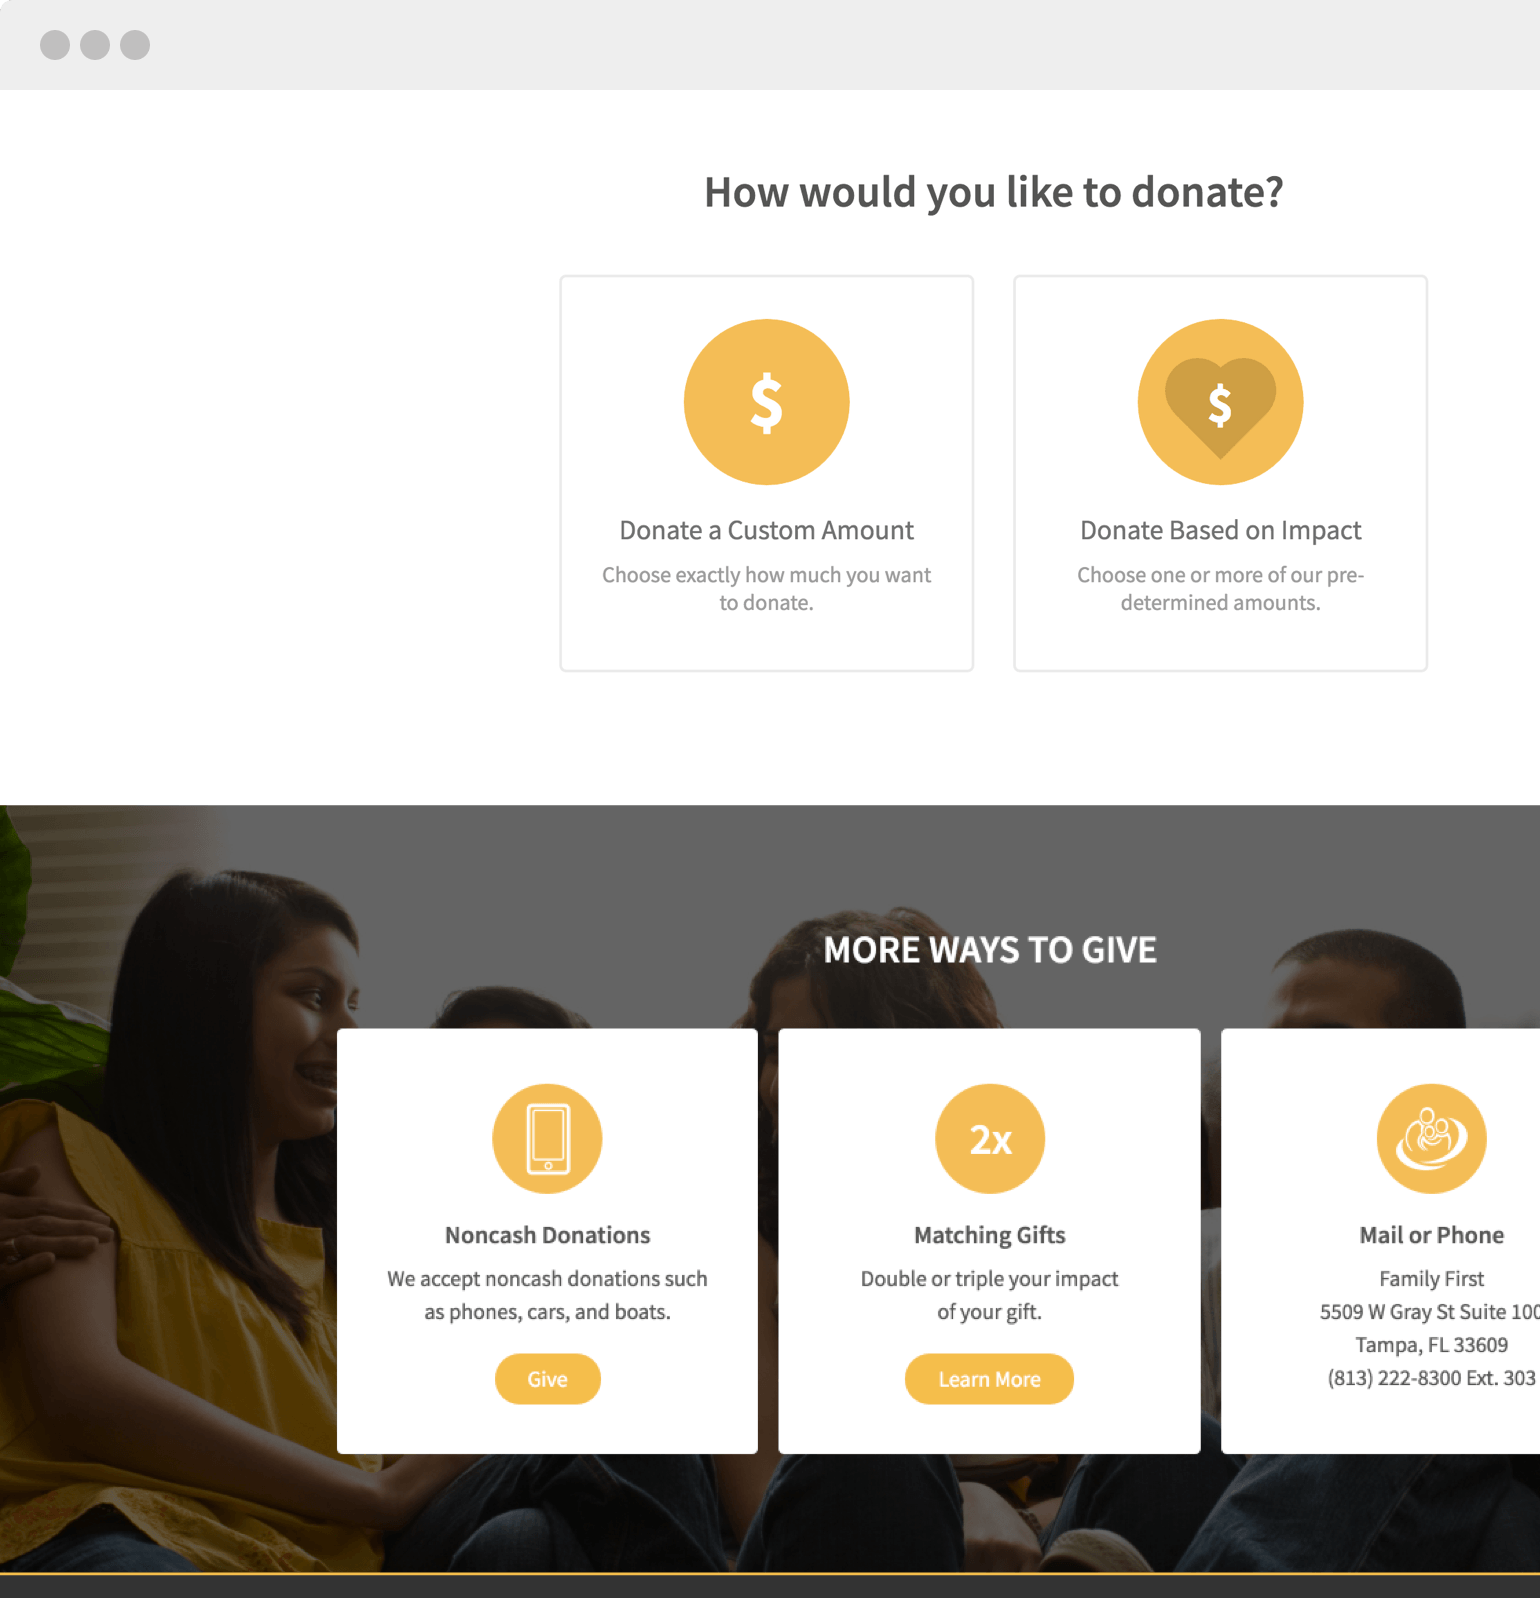 How would you like to donate?
$
$
Donate a Custom Amount
Choose exactly how much you want
to donate.
Donate Based on Impact
Choose one or more of our pre-
determined amounts.
MORE WAYS TO GIVE
Noncash Donations
We accept noncash donations such
as phones, cars, and boats.
Give
2x
Matching Gifts
Double or triple your impact
of your gift.
Learn More
Mail or Phone
Family First
5509 W Gray St Suite 100
Tampa, FL 33609
(813) 222-8300 Ext. 303